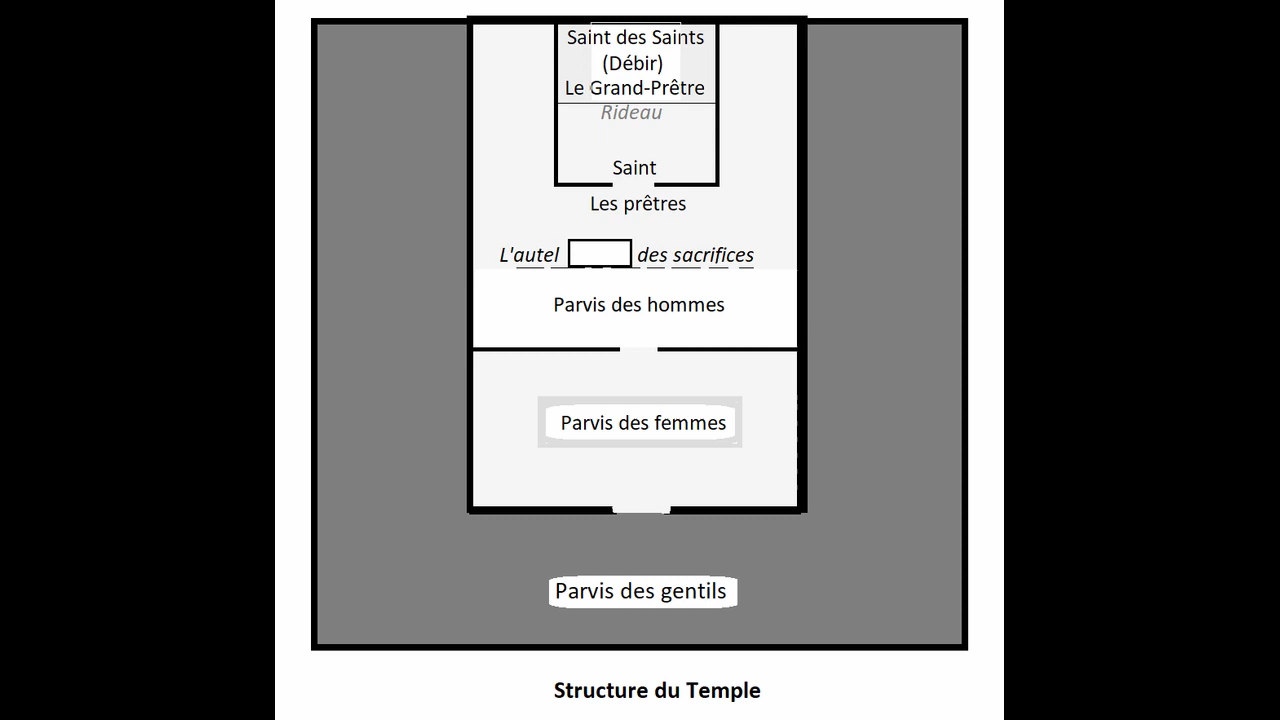 Saint des Saints
(Débir)
Le Grand-Prêtre
Rideau
Saint
Les prêtres
L'autel des sacrifices
Parvis des hommes
Parvis des femmes
Parvis des gentils
Structure du Temple